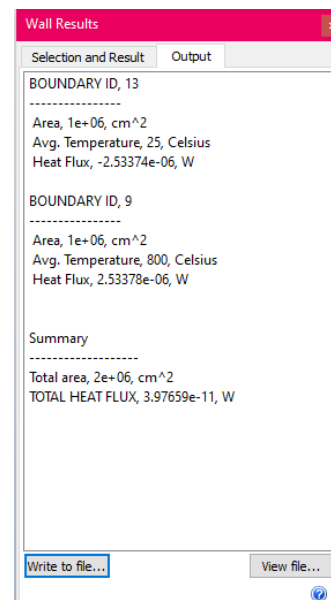 Wall Results
Selection and Result Output
BOUNDARY ID, 13
----------------
Area, 1e+06, cm^2
Avg. Temperature, 25, Celsius
Heat Flux, -2.53374e-06, W
BOUNDARY ID, 9
----------------
Area, 1e+06, cm^2
Avg. Temperature, 800, Celsius
Heat Flux, 2.53378e-06, W
Summary
-------------------
Total area, 2e+06, cm^2
TOTAL HEAT FLUX, 3.97659e-11, W
Write to file... View file...
?